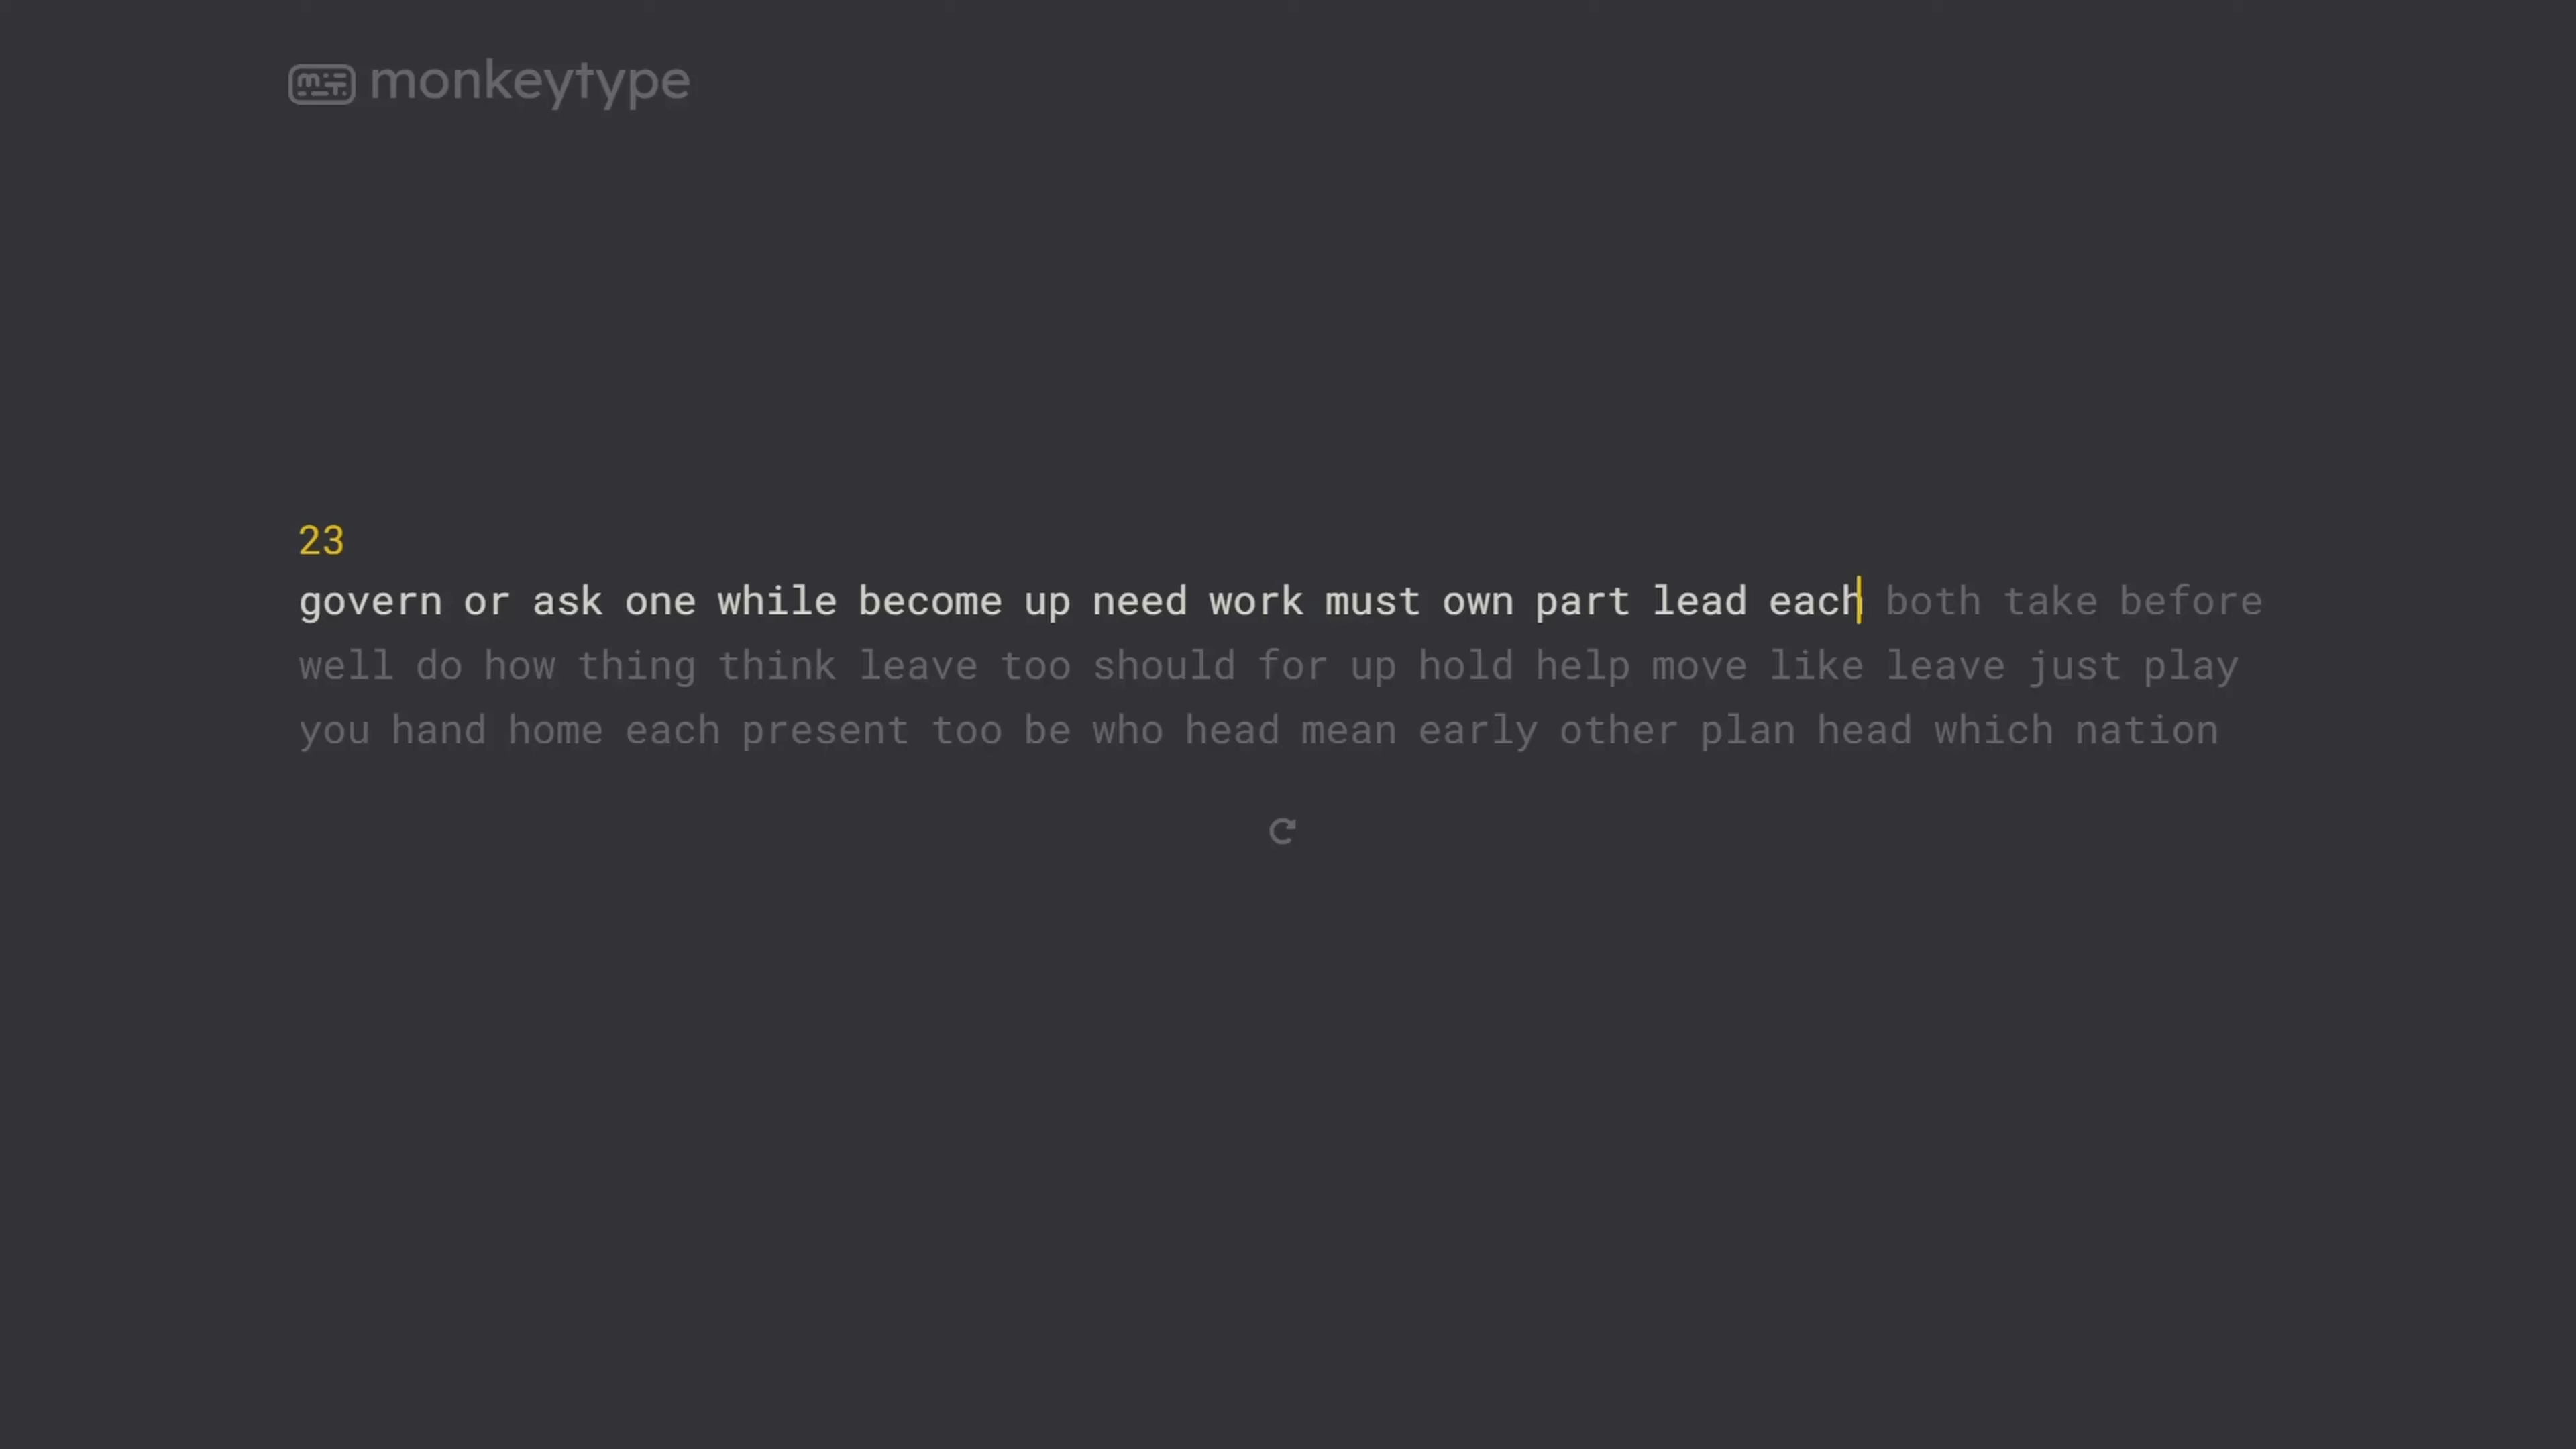 monkeytype
23
govern or ask one while become up need work must own part lead each both take before
well do how thing think leave too should for up hold help move like leave just play
you hand home each present too be who head mean early other plan head which nation